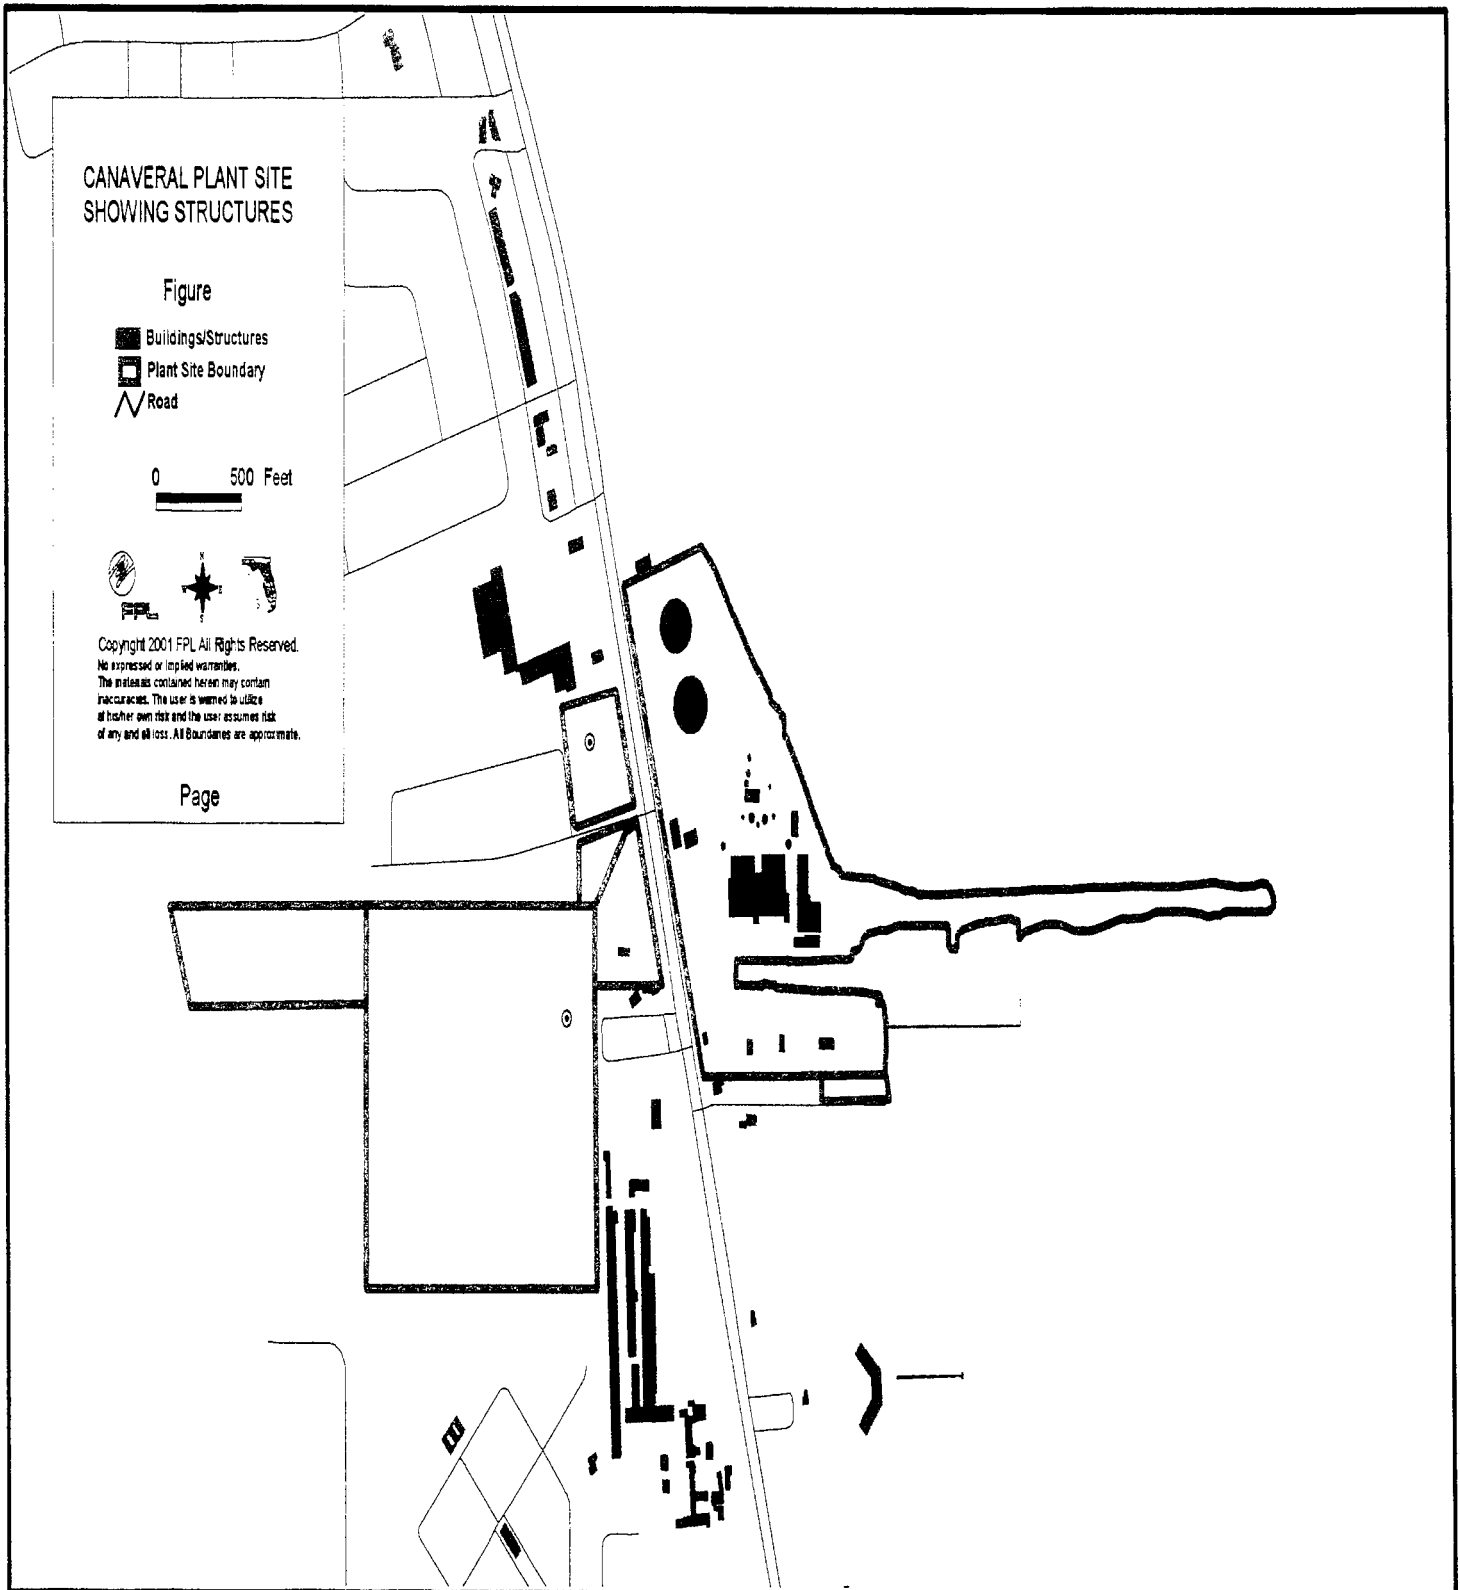 CANAVERAL PLANT SITE
SHOWING STRUCTURES
Figure
Buildings/Structures
Plant Site Boundary
Road
0 500 Feet
N
W E
S
FPL
Copyright 2001 FPL All Rights Reserved.
No expressed or implied warranties.
The materials contained herein may contain
inaccuracies. The user is warned to utilize
at his/her own risk and the user assumes risk
of any and all loss. All Boundaries are approximate.
Page